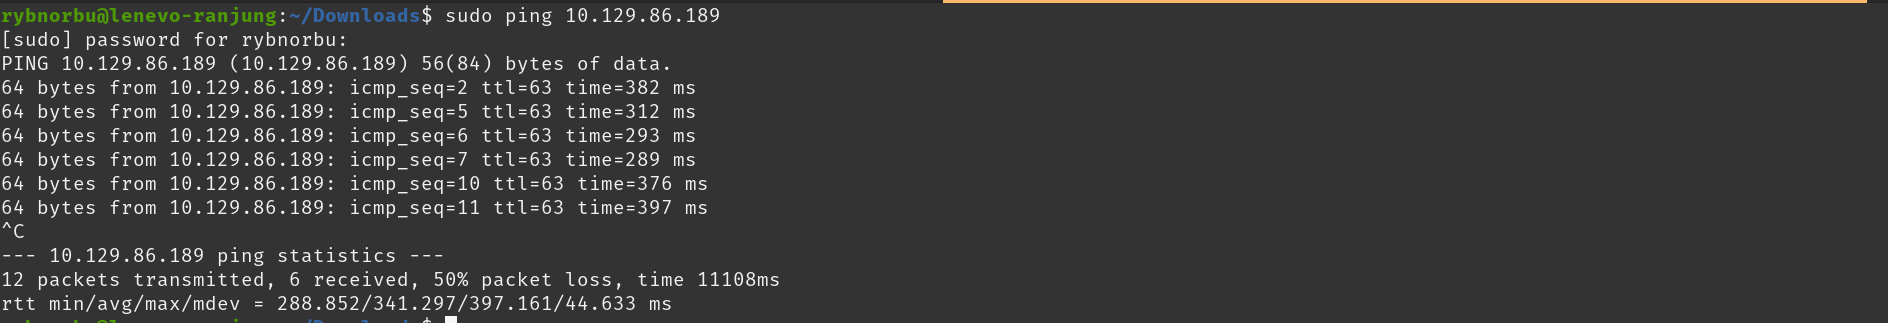 rybnorbu@lenevo-ranjung:~/Downloads$ sudo ping 10.129.86.189
[sudo] password for rybnorbu:
PING 10.129.86.189 (10.129.86.189) 56(84) bytes of data.
64 bytes from 10.129.86.189: icmp_seq=2 ttl=63 time=382 ms
64 bytes from 10.129.86.189: icmp_seq=5 ttl=63 time=312 ms
64 bytes from 10.129.86.189: icmp_seq=6 ttl=63 time=293 ms
64 bytes from 10.129.86.189: icmp_seq=7 ttl=63 time=289 ms
64 bytes from 10.129.86.189: icmp_seq=10 ttl=63 time=376 ms
64 bytes from 10.129.86.189: icmp_seq=11 ttl=63 time=397 ms
^C
--- 10.129.86.189 ping statistics ---
12 packets transmitted, 6 received, 50% packet loss, time 11108ms
rtt min/avg/max/mdev = 288.852/341.297/397.161/44.633 ms